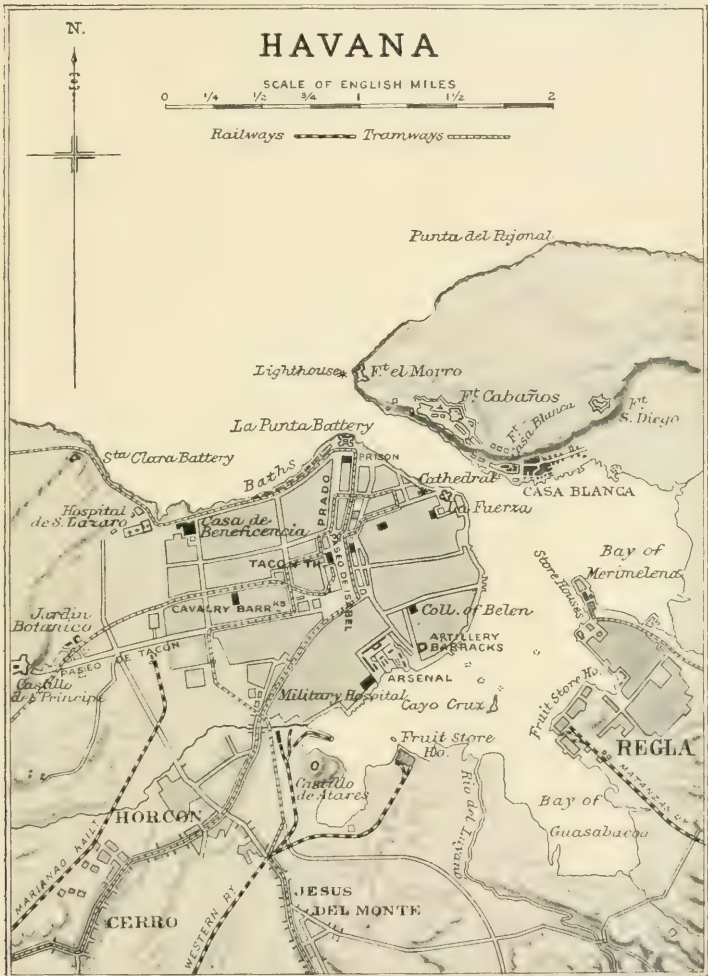 N.
HAVANA
SCALE OF ENGLISH MILES
0 1/4 1/2 3/4 1 1 1/2 2
Railways Tramways
Punta del Pajonal
Lighthouse
Ft. el Morro
Ft. Cabaños
Ft. Casa Blanca
Ft. S. Diego
La Punta Battery
Sta Clara Battery
Baths
PRISON
Cathedral
CASA BLANCA
PRADO
La Fuerza
Hospital
de S. Lazaro
Casa de
Beneficencia
Bay of
Merimelena
TACON TH.
PASEO DE ISABEL
Store Houses
CAVALRY BARRKS
Coll. of Belen
Jardin
Botanico
ARTILLERY
BARRACKS
PASEO DE TACON
ARSENAL
Castillo
del Principe
Military Hospital
Cayo Cruz
Fruit Store Ho.
REGLA
Fruit Store
Ho.
MATANZAS RY
Castillo
de Atares
Rio del Luyano
Bay of
Guasabacoa
HORCON
MARIANAO RAILY
JESUS
DEL MONTE
CERRO
WESTERN RY